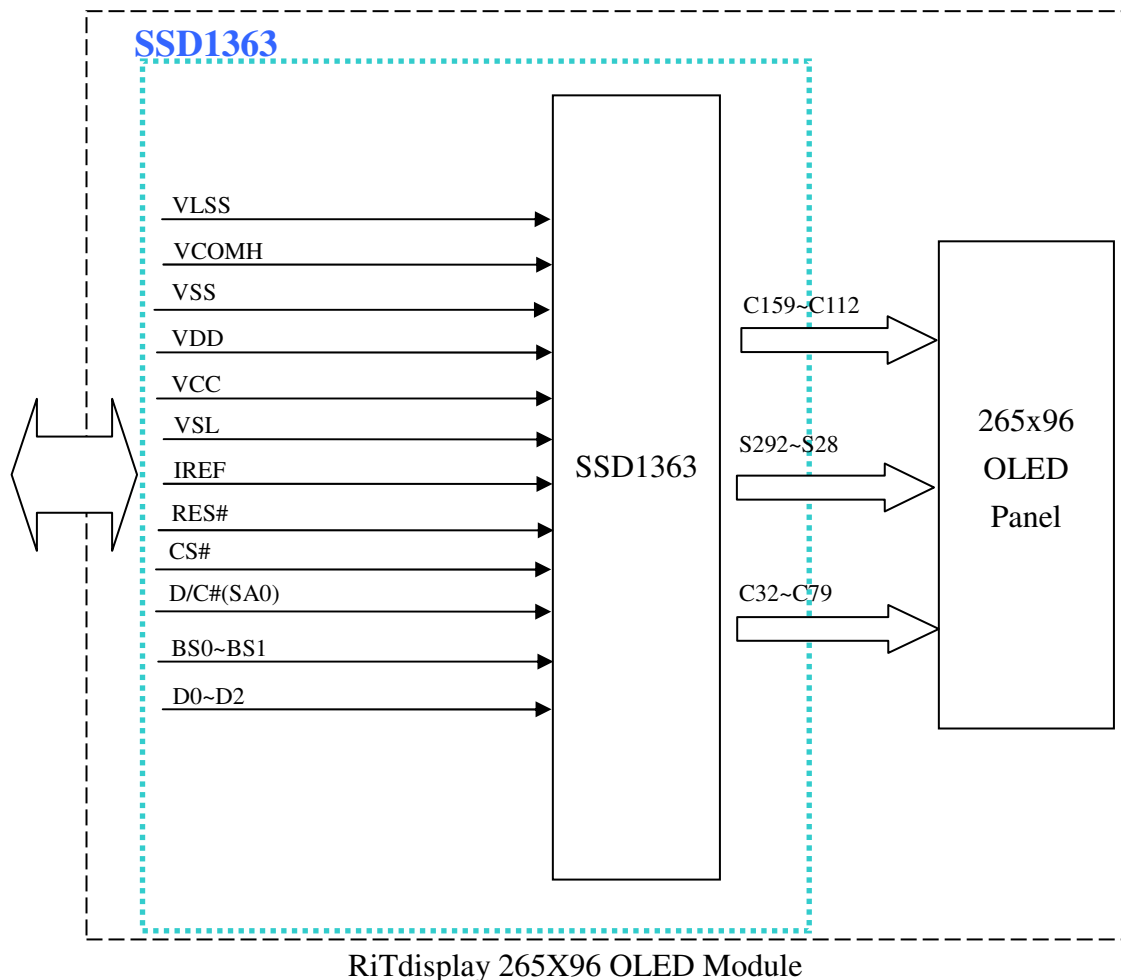 SSD1363
VLSS
VCOMH
VSS
VDD
VCC
VSL
IREF
RES#
CS#
D/C#(SA0)
BS0~BS1
D0~D2
SSD1363
C159~C112
S292~S28
C32~C79
265x96
OLED
Panel
RiTdisplay 265X96 OLED Module